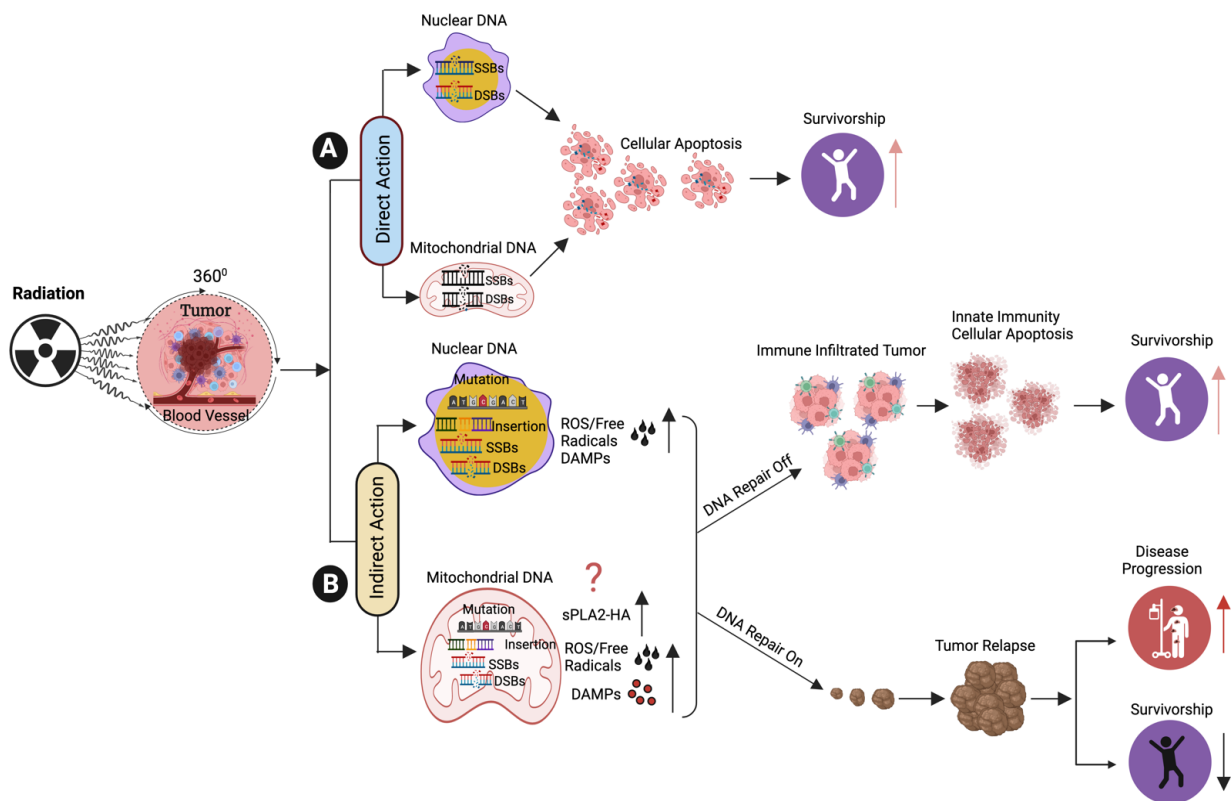 Radiation
360⁰
Tumor
Blood Vessel
A
Direct Action
Nuclear DNA
SSBs
DSBs
Mitochondrial DNA
SSBs
DSBs
Cellular Apoptosis
Survivorship
B
Indirect Action
Nuclear DNA
Mutation
A T G C G A C T
Insertion
SSBs
DSBs
ROS/Free
Radicals
DAMPs
Mitochondrial DNA
Mutation
A T G C G A C T
Insertion
SSBs
DSBs
?
sPLA2-HA
ROS/Free
Radicals
DAMPs
DNA Repair Off
Immune Infiltrated Tumor
Innate Immunity
Cellular Apoptosis
Survivorship
DNA Repair On
Tumor Relapse
Disease
Progression
Survivorship